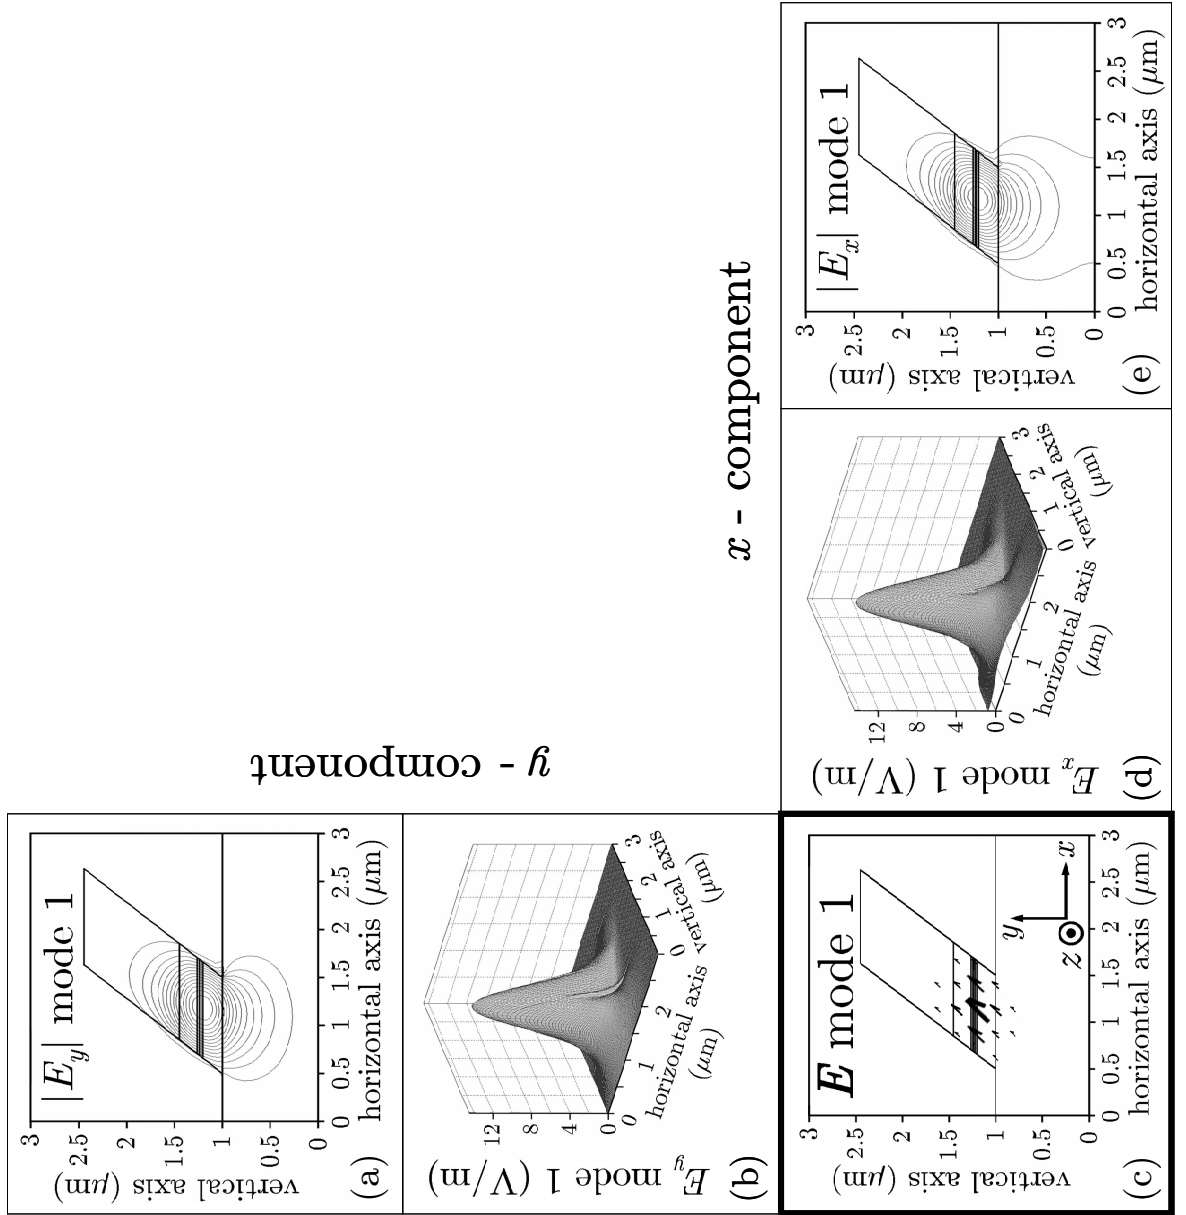 |E_y| mode 1
3
2.5
2
1.5
1
0.5
0
vertical axis (μm)
0 0.5 1 1.5 2 2.5 3
horizontal axis (μm)
(a)
y - component
12
8
4
0
E_y mode 1 (V/m)
0 1 2
horizontal axis
(μm)
0 1 2 3
vertical axis
(μm)
(b)
E mode 1
3
2.5
2
1.5
1
0.5
0
vertical axis (μm)
y
z
x
0 0.5 1 1.5 2 2.5 3
horizontal axis (μm)
(c)
x - component
12
8
4
0
E_x mode 1 (V/m)
0 1 2
horizontal axis
(μm)
0 1 2 3
vertical axis
(μm)
(d)
|E_x| mode 1
3
2.5
2
1.5
1
0.5
0
vertical axis (μm)
0 0.5 1 1.5 2 2.5 3
horizontal axis (μm)
(e)